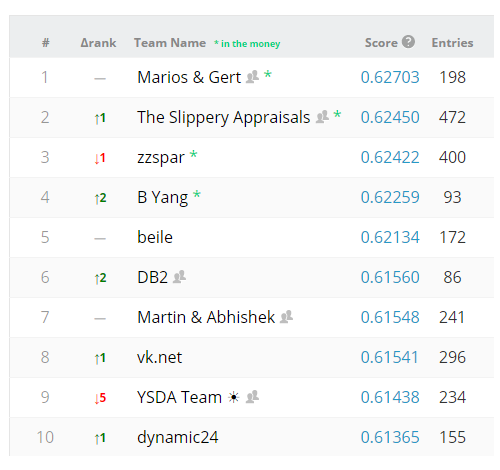 # Δrank Team Name * in the money Score ? Entries
1 — Marios & Gert * 0.62703 198
2 ↑1 The Slippery Appraisals * 0.62450 472
3 ↓1 zzspar * 0.62422 400
4 ↑2 B Yang * 0.62259 93
5 — beile 0.62134 172
6 ↑2 DB2 0.61560 86
7 — Martin & Abhishek 0.61548 241
8 ↑1 vk.net 0.61541 296
9 ↓5 YSDA Team ☀ 0.61438 234
10 ↑1 dynamic24 0.61365 155